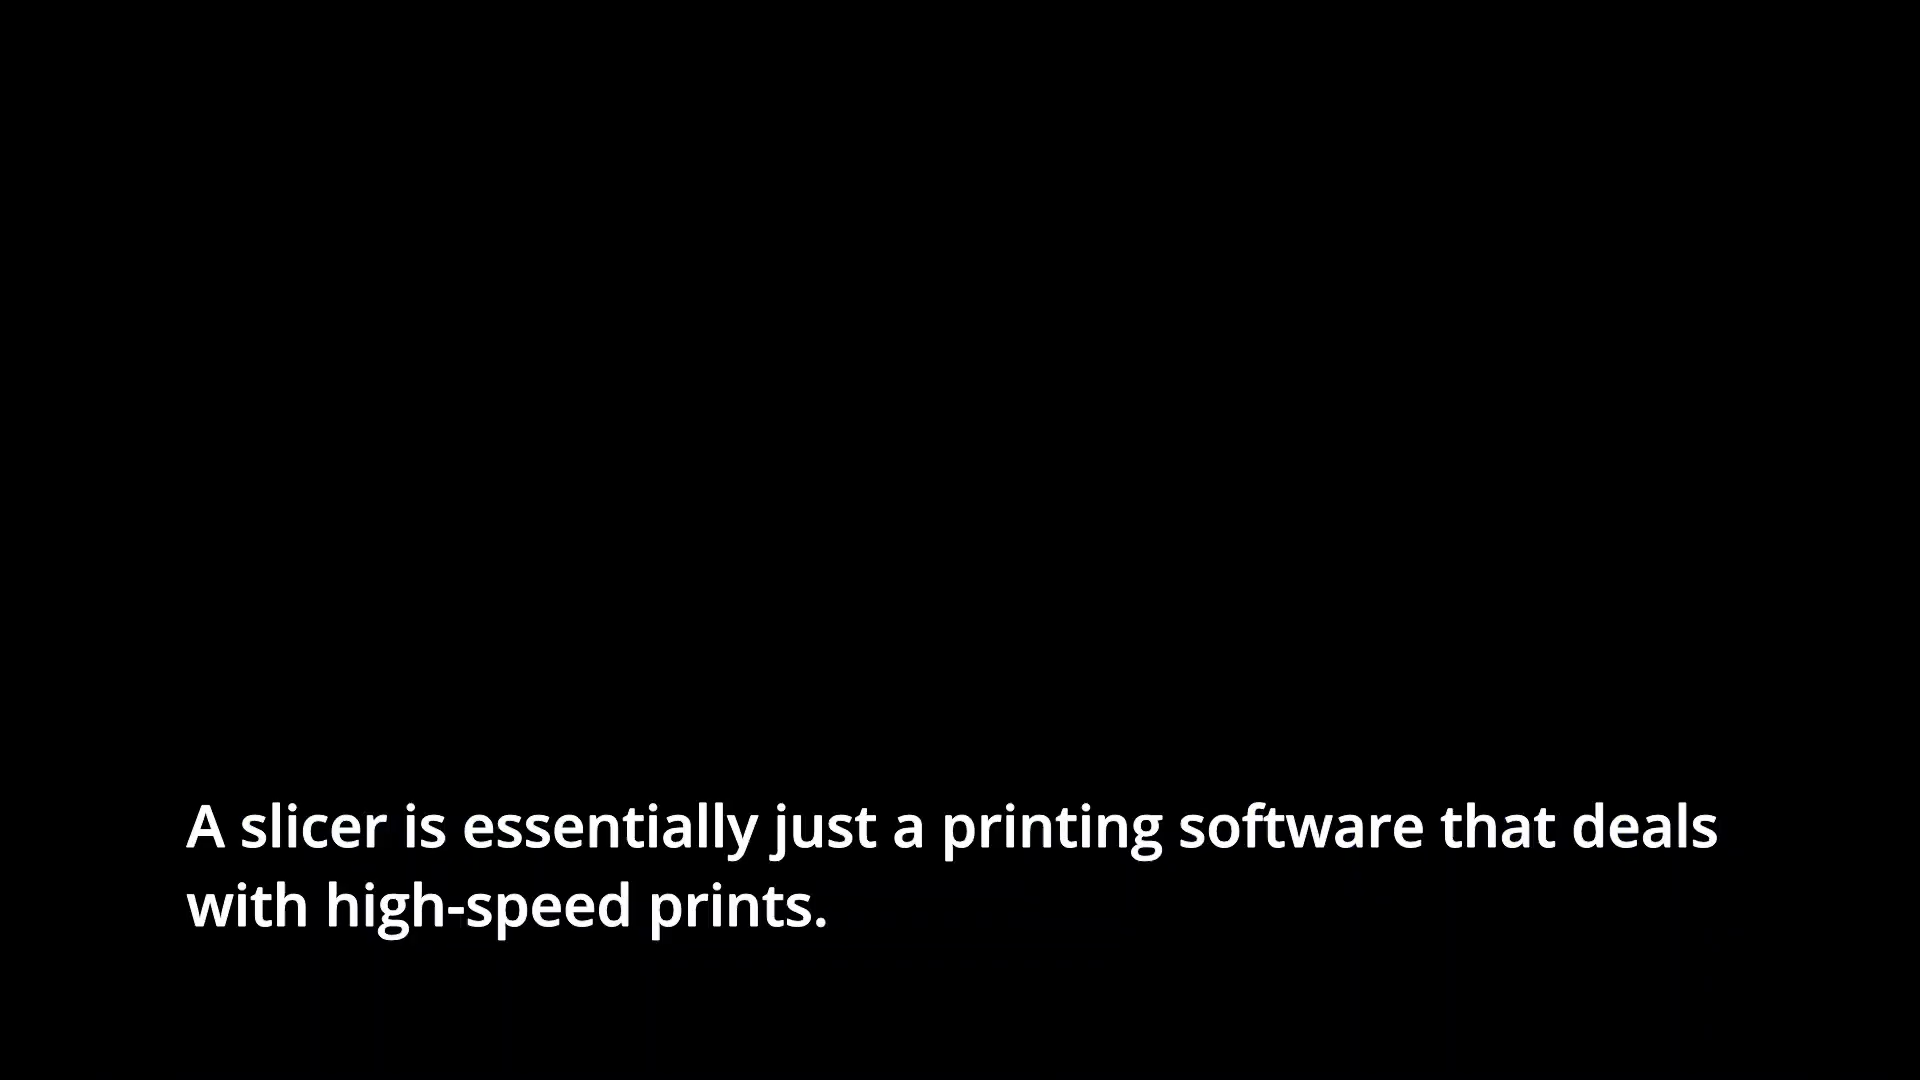 A slicer is essentially just a printing software that deals
with high-speed prints.